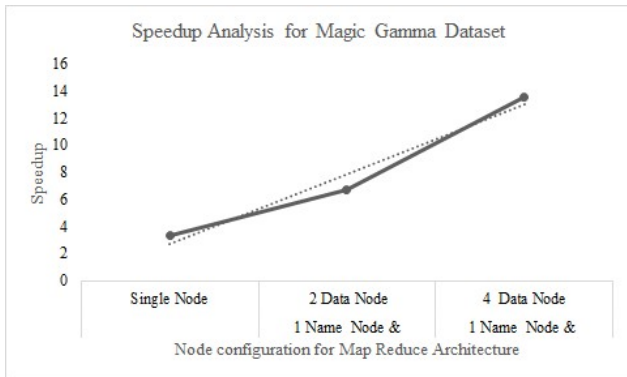 Speedup Analysis for Magic Gamma Dataset
16
14
12
10
8
6
4
2
0
Speedup
Single Node
2 Data Node
4 Data Node
1 Name Node &
1 Name Node &
Node configuration for Map Reduce Architecture